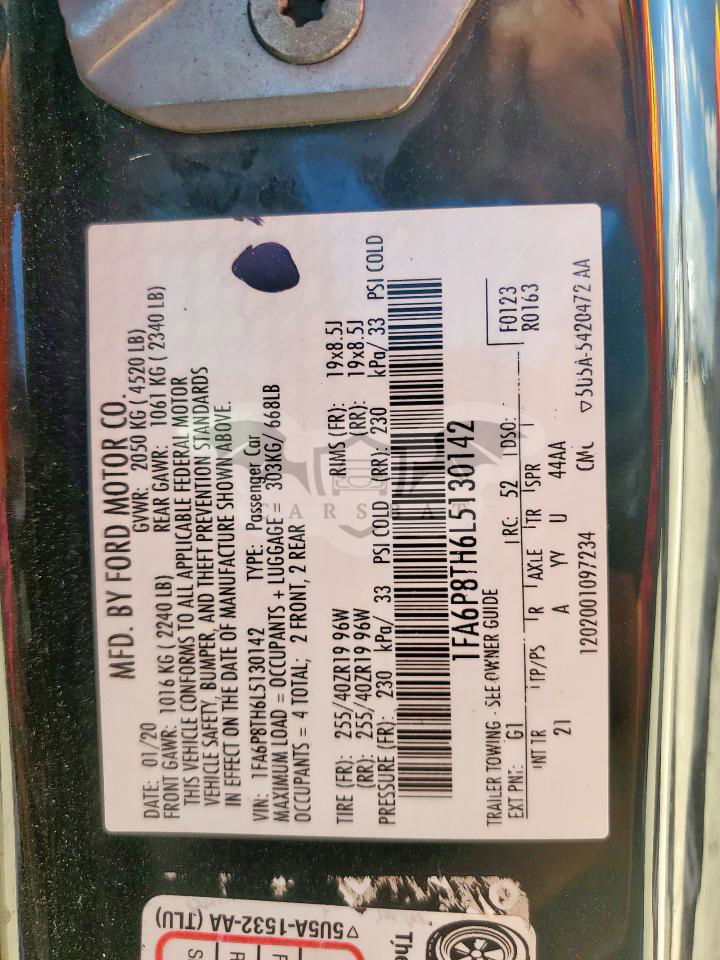 MFD. BY FORD MOTOR CO.
DATE: 01/20 GVWR: 2050 KG ( 4520 LB)
FRONT GAWR: 1016 KG ( 2240 LB) REAR GAWR: 1061 KG ( 2340 LB)
THIS VEHICLE CONFORMS TO ALL APPLICABLE FEDERAL MOTOR
VEHICLE SAFETY, BUMPER, AND THEFT PREVENTION STANDARDS
IN EFFECT ON THE DATE OF MANUFACTURE SHOWN ABOVE.
VIN: 1FA6P8TH6L5130142 TYPE: Passenger Car
MAXIMUM LOAD = OCCUPANTS + LUGGAGE = 303KG/ 668LB
OCCUPANTS = 4 TOTAL; 2 FRONT, 2 REAR
TIRE (FR): 255/40ZR19 96W RIMS (FR): 19x8.5J
(RR): 255/40ZR19 96W (RR): 19x8.5J
PRESSURE (FR): 230 kPa/ 33 PSI COLD (RR): 230 kPa/ 33 PSI COLD
1FA6P8TH6L5130142
TRAILER TOWING - SEE OWNER GUIDE
EXT PNT: G1 RC: 52 DSO: F0123
R0163
INT TR TP/PS R AXLE TR SPR
21 A YY U 44AA
1202001097234 CMC ▽5U5A-5420472 AA
CARSBAT
▽5U5A-1532-AA (TLU)
The